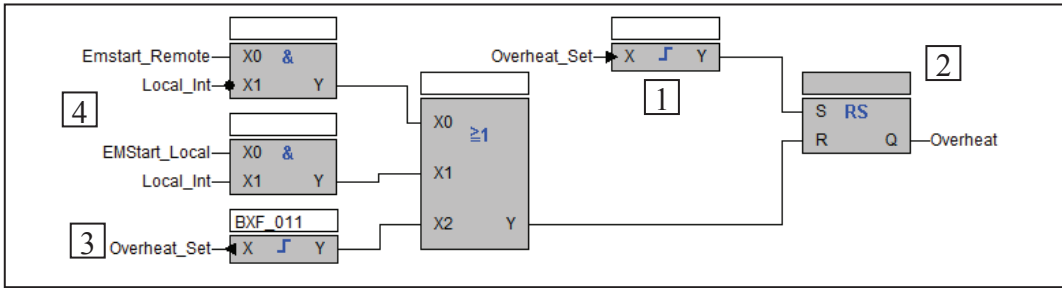 Emstart_Remote X0 &
Local_Int X1 Y
4
EMStart_Local X0 &
Local_Int X1 Y
BXF_011
3
Overheat_Set X Y
X0
≧1
X1
X2 Y
Overheat_Set X Y
1
2
S RS
R Q Overheat